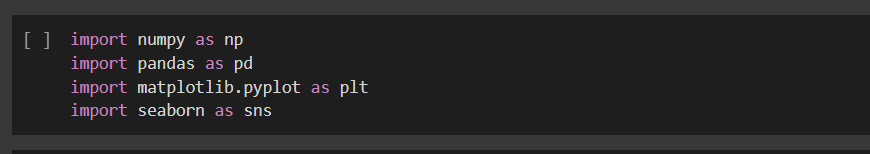 [ ] import numpy as np
import pandas as pd
import matplotlib.pyplot as plt
import seaborn as sns